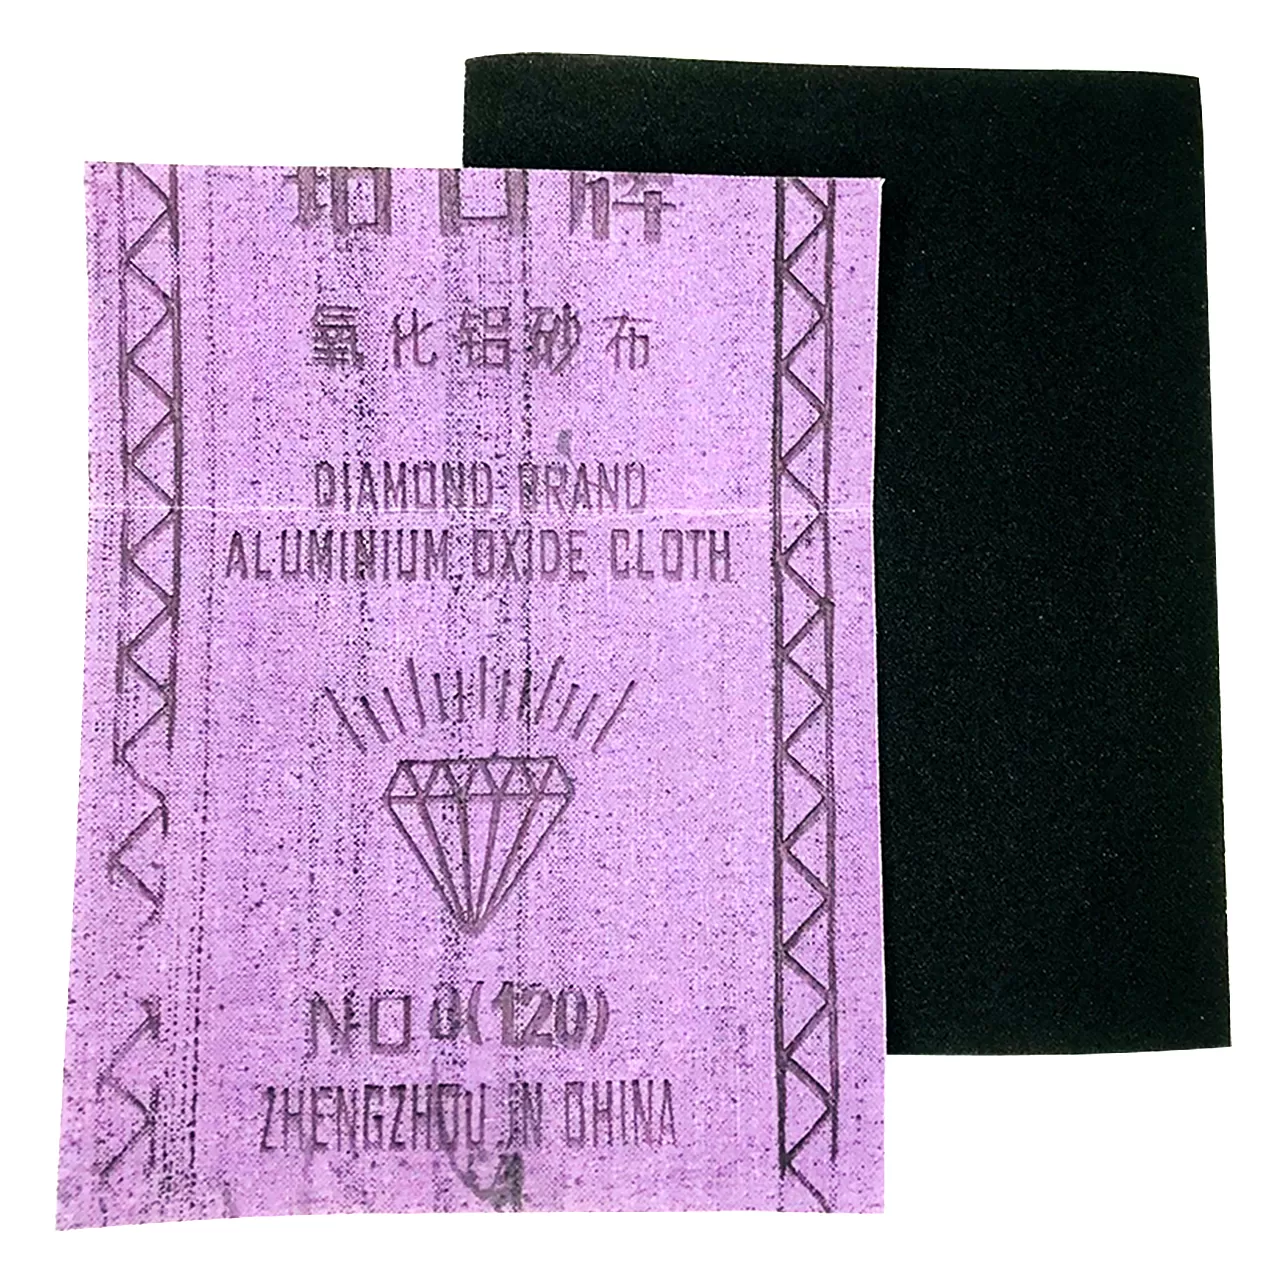 氧化铝砂布
DIAMOND BRAND
ALUMINIUM OXIDE CLOTH
NO 0(120)
ZHENGZHOU IN CHINA